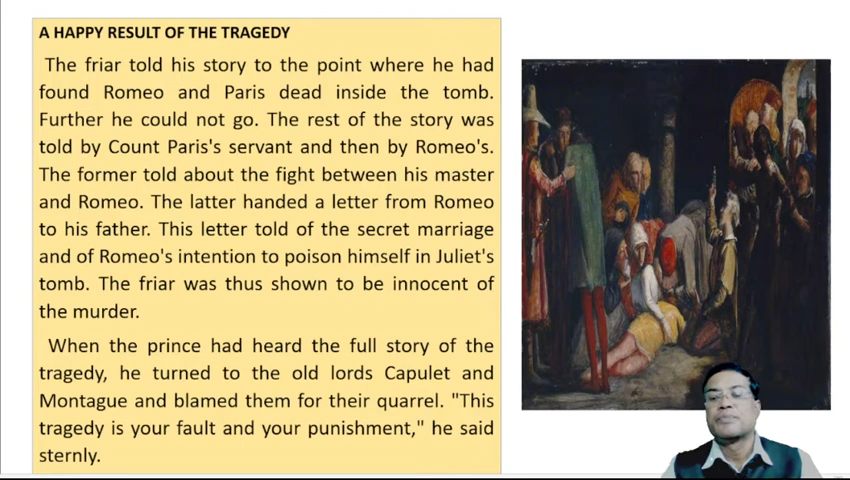 A HAPPY RESULT OF THE TRAGEDY
The friar told his story to the point where he had
found Romeo and Paris dead inside the tomb.
Further he could not go. The rest of the story was
told by Count Paris's servant and then by Romeo's.
The former told about the fight between his master
and Romeo. The latter handed a letter from Romeo
to his father. This letter told of the secret marriage
and of Romeo's intention to poison himself in Juliet's
tomb. The friar was thus shown to be innocent of
the murder.
When the prince had heard the full story of the
tragedy, he turned to the old lords Capulet and
Montague and blamed them for their quarrel. "This
tragedy is your fault and your punishment," he said
sternly.